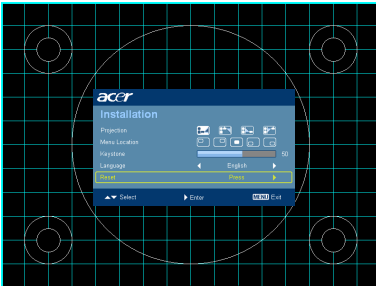 acer
Installation
Projection
Menu Location
Keystone 50
Language English
Reset Press
Select Enter MENU Exit